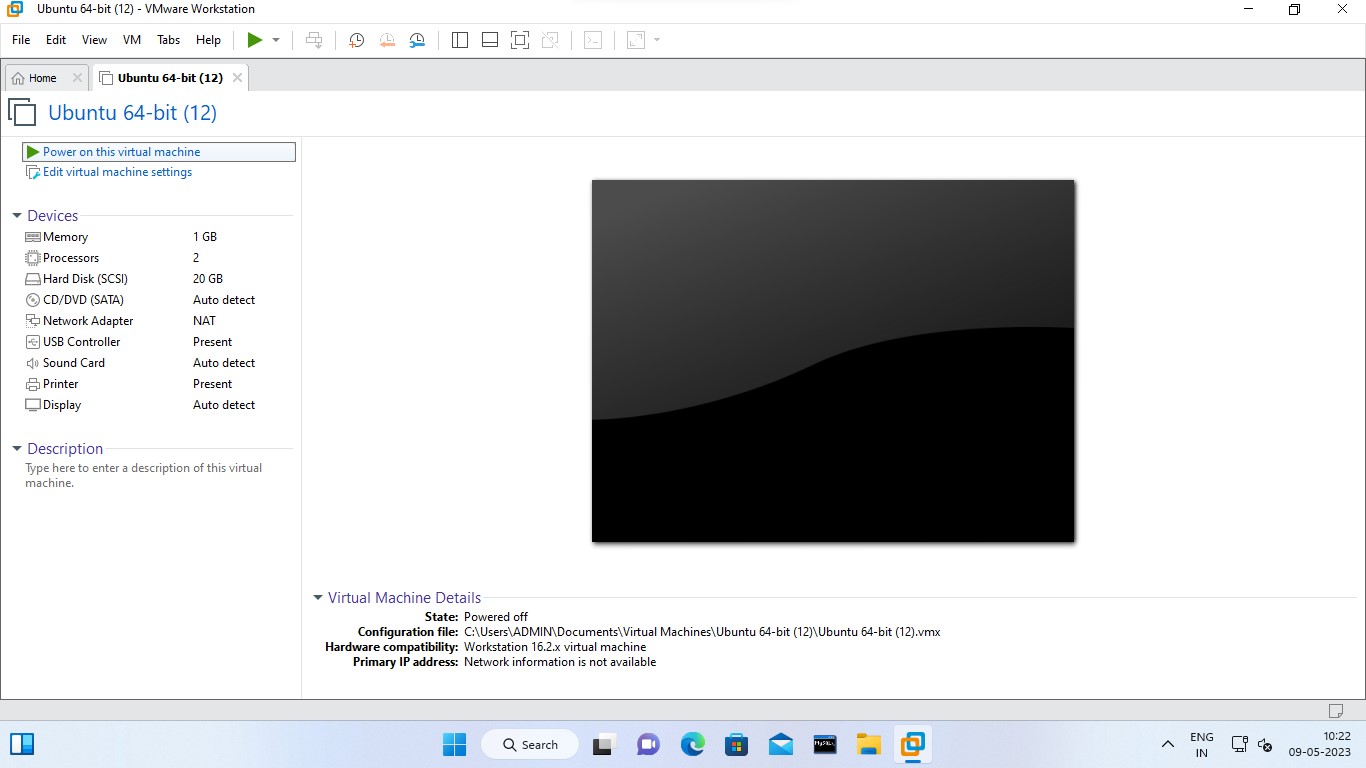 Ubuntu 64-bit (12) - VMware Workstation
File Edit View VM Tabs Help
Home Ubuntu 64-bit (12)
Ubuntu 64-bit (12)
Power on this virtual machine
Edit virtual machine settings
Devices
Memory 1 GB
Processors 2
Hard Disk (SCSI) 20 GB
CD/DVD (SATA) Auto detect
Network Adapter NAT
USB Controller Present
Sound Card Auto detect
Printer Present
Display Auto detect
Description
Type here to enter a description of this virtual
machine.
Virtual Machine Details
State: Powered off
Configuration file: C:\Users\ADMIN\Documents\Virtual Machines\Ubuntu 64-bit (12)\Ubuntu 64-bit (12).vmx
Hardware compatibility: Workstation 16.2.x virtual machine
Primary IP address: Network information is not available
Search
MySQL
ENG
IN
10:22
09-05-2023